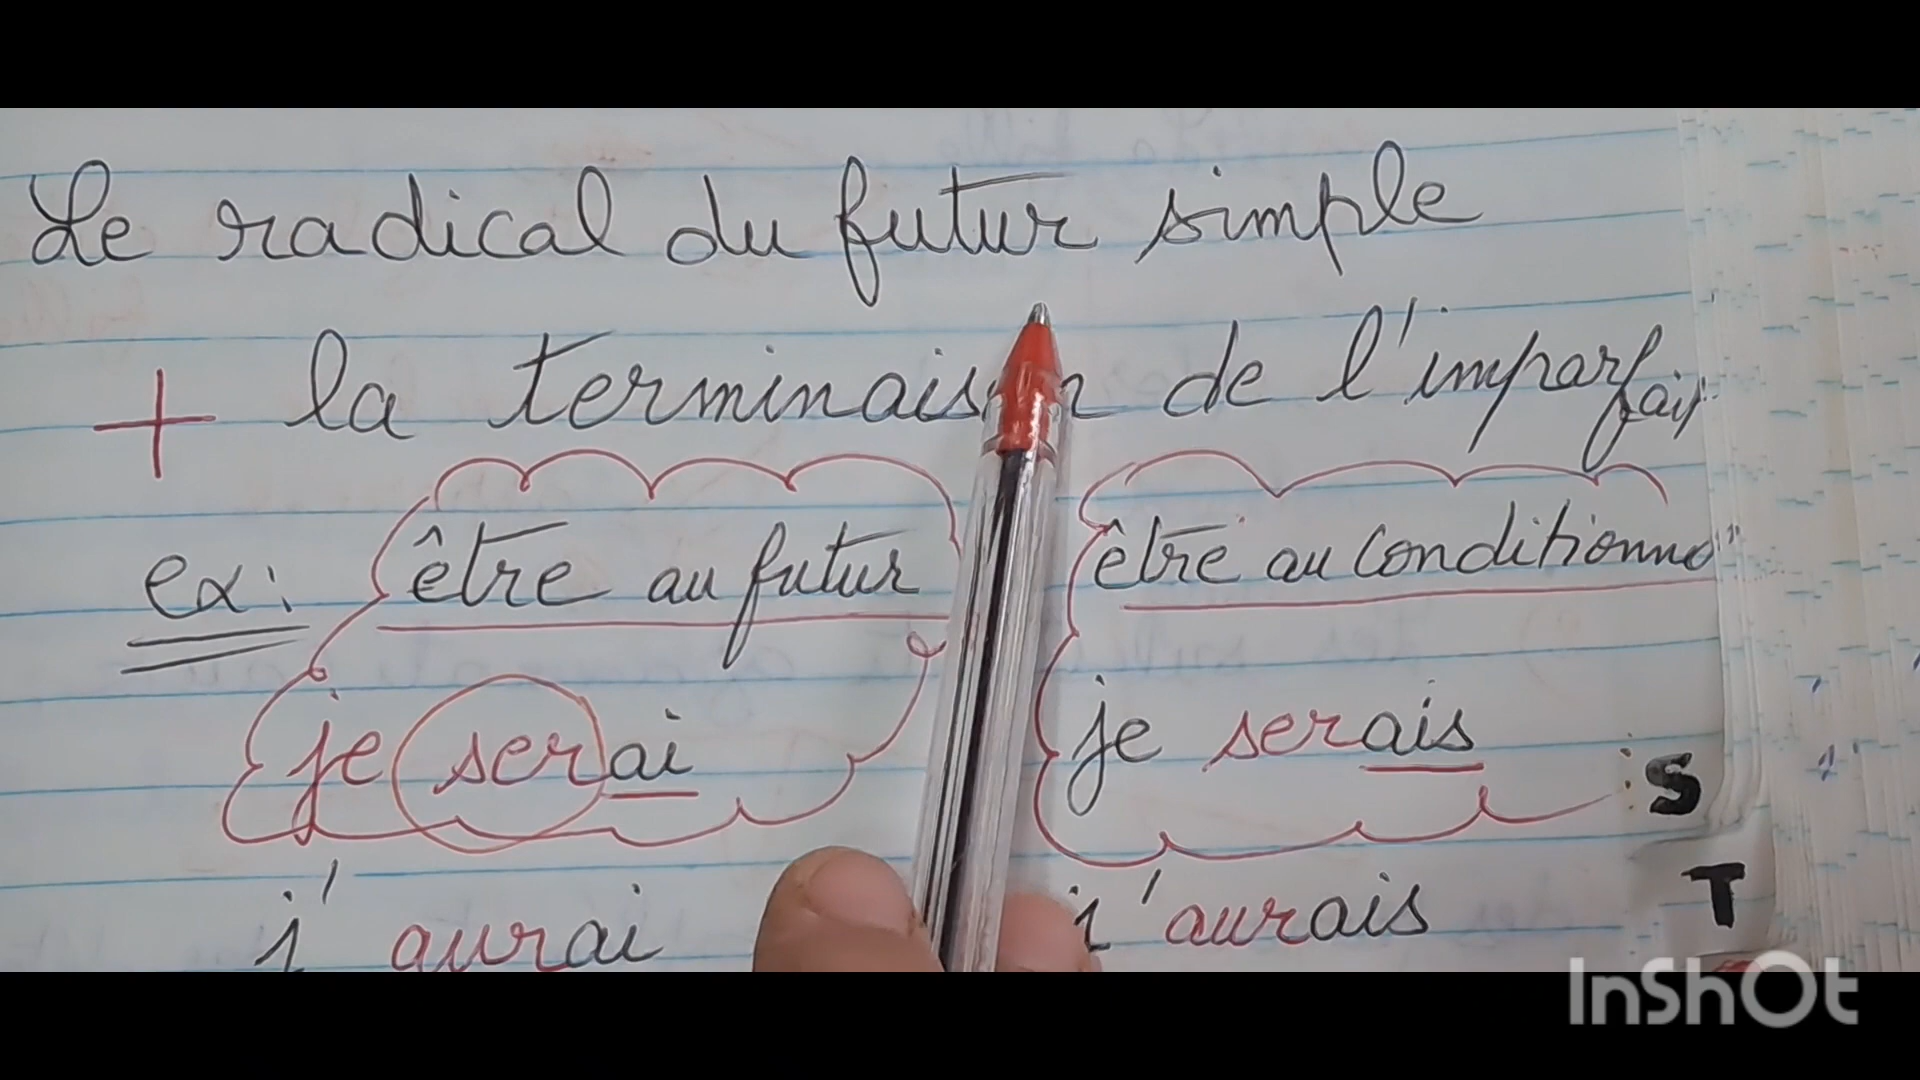 Le radical du futur simple
+ la terminaison de l'imparfait
ex: être au futur être au conditionnel
je serai je serais
j'aurai j'aurais
S
T
InShOt